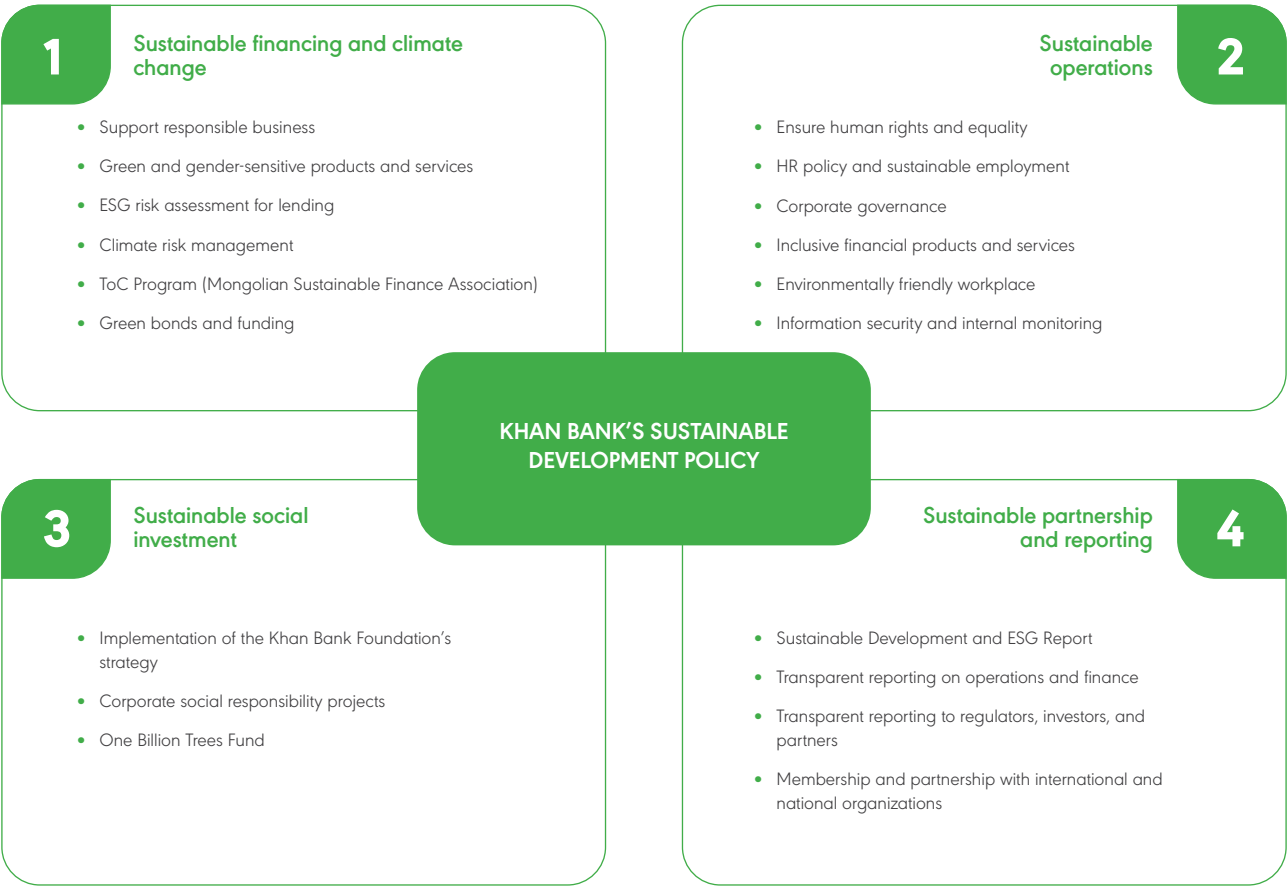 1
Sustainable financing and climate
change
• Support responsible business
• Green and gender-sensitive products and services
• ESG risk assessment for lending
• Climate risk management
• ToC Program (Mongolian Sustainable Finance Association)
• Green bonds and funding
2
Sustainable
operations
• Ensure human rights and equality
• HR policy and sustainable employment
• Corporate governance
• Inclusive financial products and services
• Environmentally friendly workplace
• Information security and internal monitoring
KHAN BANK’S SUSTAINABLE
DEVELOPMENT POLICY
3
Sustainable social
investment
• Implementation of the Khan Bank Foundation’s
strategy
• Corporate social responsibility projects
• One Billion Trees Fund
4
Sustainable partnership
and reporting
• Sustainable Development and ESG Report
• Transparent reporting on operations and finance
• Transparent reporting to regulators, investors, and
partners
• Membership and partnership with international and
national organizations